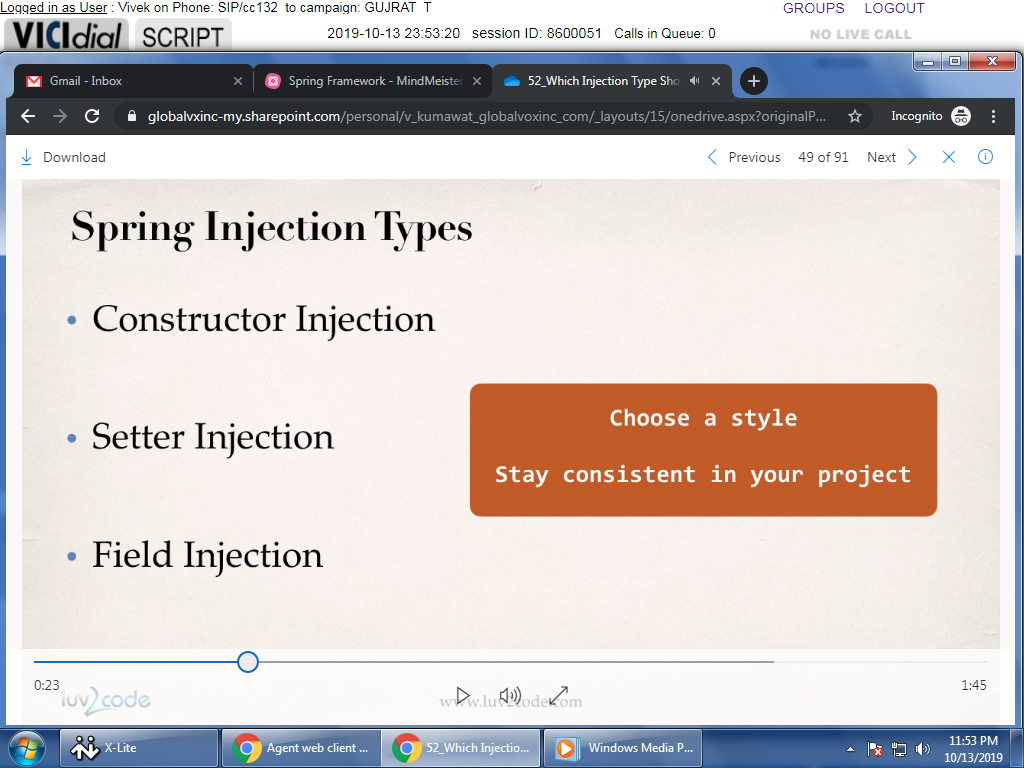 Logged in as User : Vivek on Phone: SIP/cc132 to campaign: GUJRAT T
GROUPS LOGOUT
VICIdial SCRIPT
2019-10-13 23:53:20 session ID: 8600051 Calls in Queue: 0
NO LIVE CALL
Gmail - Inbox
Spring Framework - MindMeister
52_Which Injection Type Sho
globalvxinc-my.sharepoint.com/personal/v_kumawat_globalvoxinc_com/_layouts/15/onedrive.aspx?originalP...
Incognito
Download
Previous 49 of 91 Next
Spring Injection Types
• Constructor Injection
• Setter Injection
• Field Injection
Choose a style
Stay consistent in your project
0:23
1:45
luv2code
www.luv2code.com
X-Lite
Agent web client ...
52_Which Injectio...
Windows Media P...
11:53 PM
10/13/2019